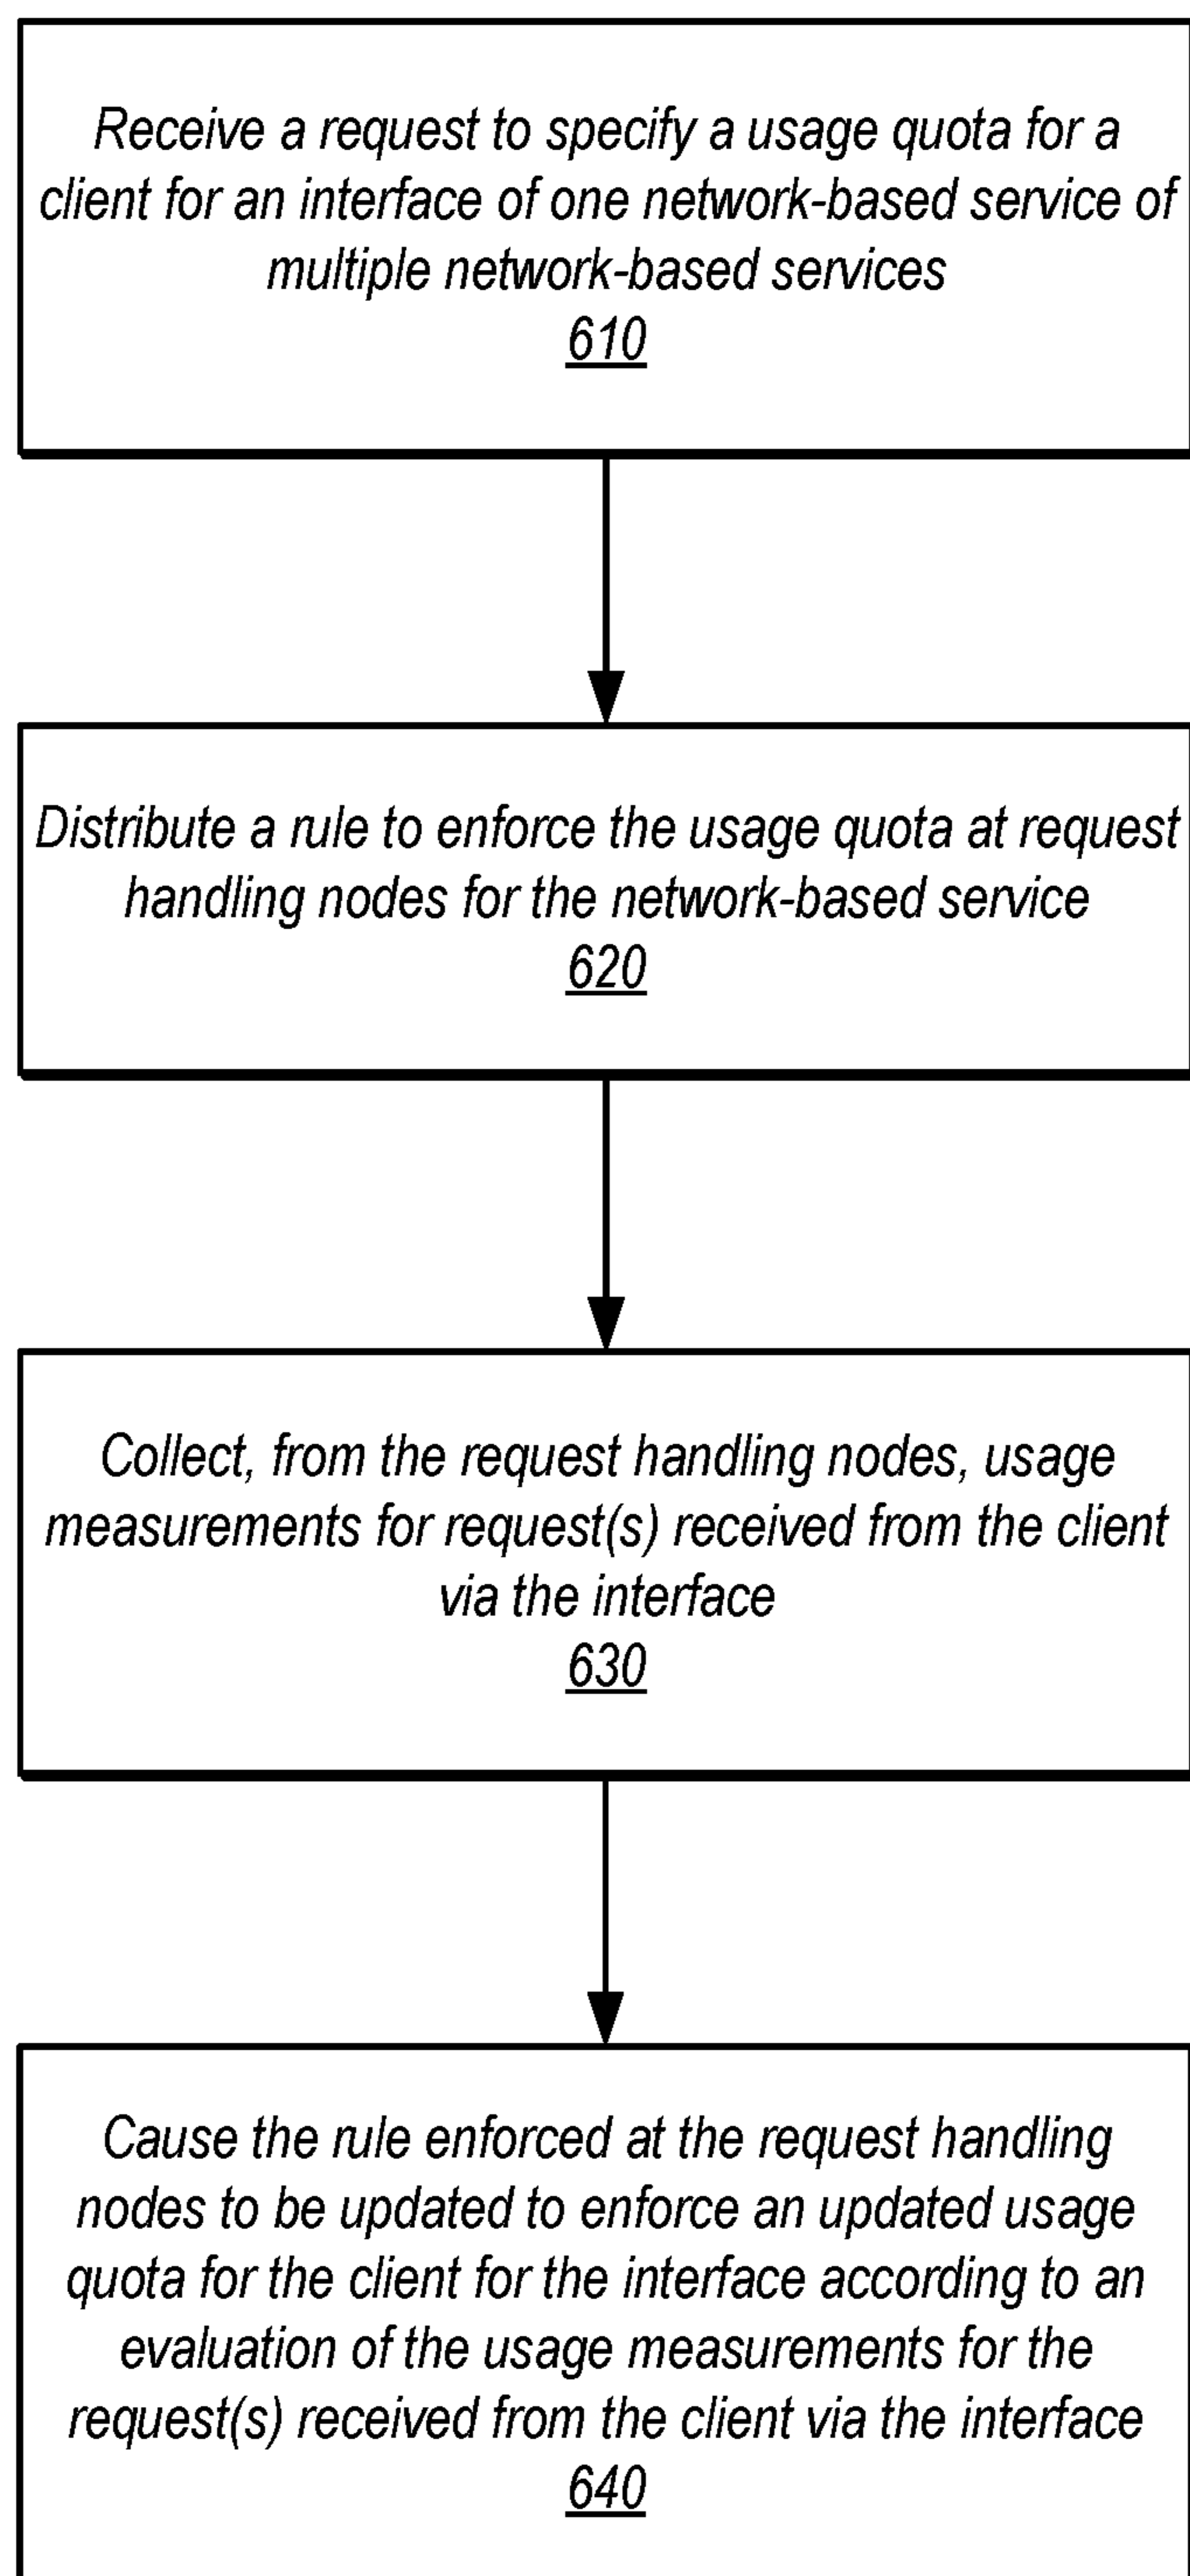 Receive a request to specify a usage quota for a
client for an interface of one network-based service of
multiple network-based services
610
Distribute a rule to enforce the usage quota at request
handling nodes for the network-based service
620
Collect, from the request handling nodes, usage
measurements for request(s) received from the client
via the interface
630
Cause the rule enforced at the request handling
nodes to be updated to enforce an updated usage
quota for the client for the interface according to an
evaluation of the usage measurements for the
request(s) received from the client via the interface
640